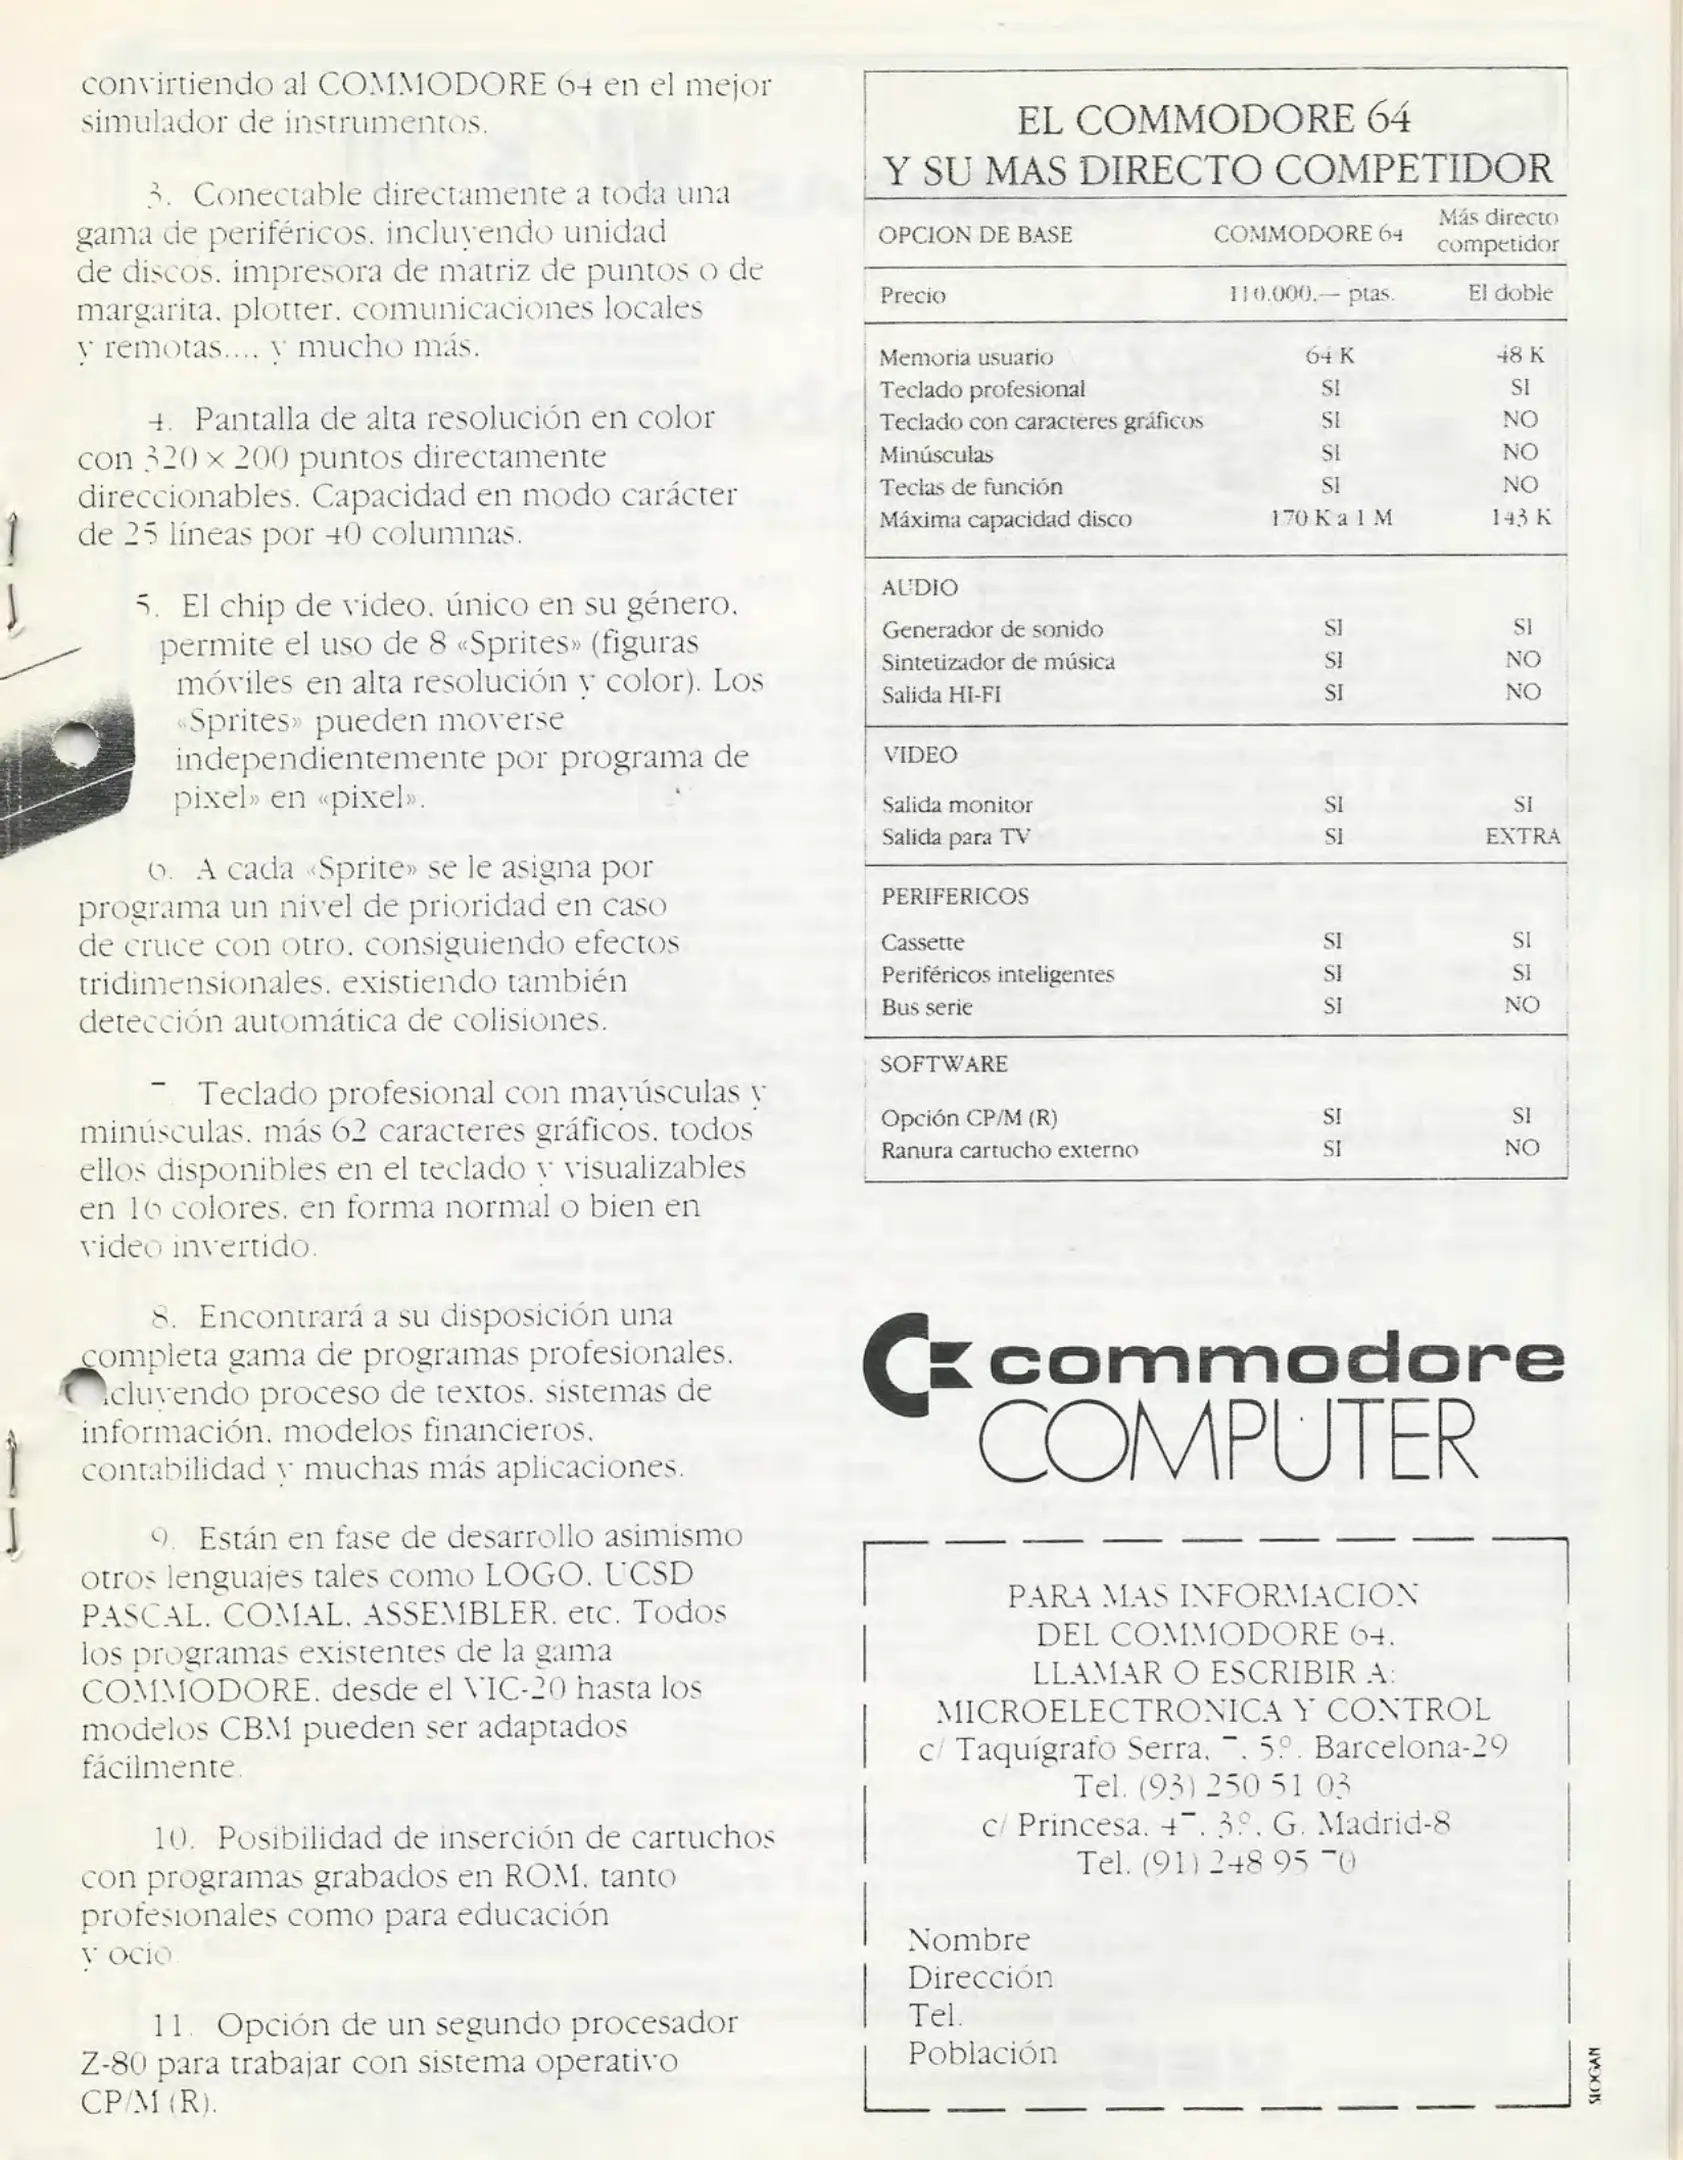 convirtiendo al COMMODORE 64 en el mejor
simulador de instrumentos.
3. Conectable directamente a toda una
gama de periféricos, incluyendo unidad
de discos, impresora de matriz de puntos o de
margarita, plotter, comunicaciones locales
y remotas.... y mucho más.
4. Pantalla de alta resolución en color
con 320 x 200 puntos directamente
direccionables. Capacidad en modo carácter
de 25 líneas por 40 columnas.
5. El chip de video, único en su género,
permite el uso de 8 «Sprites» (figuras
móviles en alta resolución y color). Los
«Sprites» pueden moverse
independientemente por programa de
pixel» en «pixel».
6. A cada «Sprite» se le asigna por
programa un nivel de prioridad en caso
de cruce con otro, consiguiendo efectos
tridimensionales, existiendo también
detección automática de colisiones.
7. Teclado profesional con mayúsculas y
minúsculas, más 62 caracteres gráficos, todos
ellos disponibles en el teclado y visualizables
en 16 colores, en forma normal o bien en
video invertido.
8. Encontrará a su disposición una
completa gama de programas profesionales,
cluyendo proceso de textos, sistemas de
información, modelos financieros,
contabilidad y muchas más aplicaciones.
9. Están en fase de desarrollo asimismo
otros lenguajes tales como LOGO, UCSD
PASCAL, COMAL, ASSEMBLER, etc. Todos
los programas existentes de la gama
COMMODORE, desde el VIC-20 hasta los
modelos CBM pueden ser adaptados
fácilmente.
10. Posibilidad de inserción de cartuchos
con programas grabados en ROM, tanto
profesionales como para educación
y ocio
11. Opción de un segundo procesador
Z-80 para trabajar con sistema operativo
CP/M (R).
EL COMMODORE 64
Y SU MAS DIRECTO COMPETIDOR
OPCION DE BASE COMMODORE 64 Más directo competidor
Precio 110.000.— ptas. El doble
Memoria usuario 64 K 48 K
Teclado profesional SI SI
Teclado con caracteres gráficos SI NO
Minúsculas SI NO
Teclas de función SI NO
Máxima capacidad disco 170 K a 1 M 143 K
AUDIO
Generador de sonido SI SI
Sintetizador de música SI NO
Salida HI-FI SI NO
VIDEO
Salida monitor SI SI
Salida para TV SI EXTRA
PERIFERICOS
Cassette SI SI
Periféricos inteligentes SI SI
Bus serie SI NO
SOFTWARE
Opción CP/M (R) SI SI
Ranura cartucho externo SI NO
commodore
COMPUTER
PARA MAS INFORMACION
DEL COMMODORE 64,
LLAMAR O ESCRIBIR A:
MICROELECTRONICA Y CONTROL
c/ Taquígrafo Serra, 7, 5º. Barcelona-29
Tel. (93) 250 51 03
c/ Princesa, 47, 3º, G. Madrid-8
Tel. (91) 248 95 70
Nombre
Dirección
Tel.
Población
SLOGAN